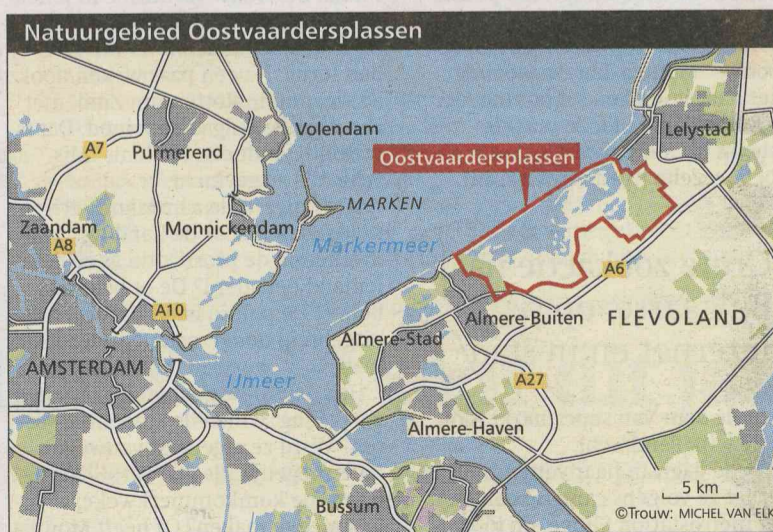 Natuurgebied Oostvaardersplassen
A7
Purmerend
Volendam
Lelystad
Oostvaardersplassen
MARKEN
Zaandam
Monnickendam
A8
Markermeer
A6
A10
Almere-Buiten
FLEVOLAND
Almere-Stad
AMSTERDAM
IJmeer
A27
Almere-Haven
5 km
Bussum
©Trouw: MICHEL VAN ELK